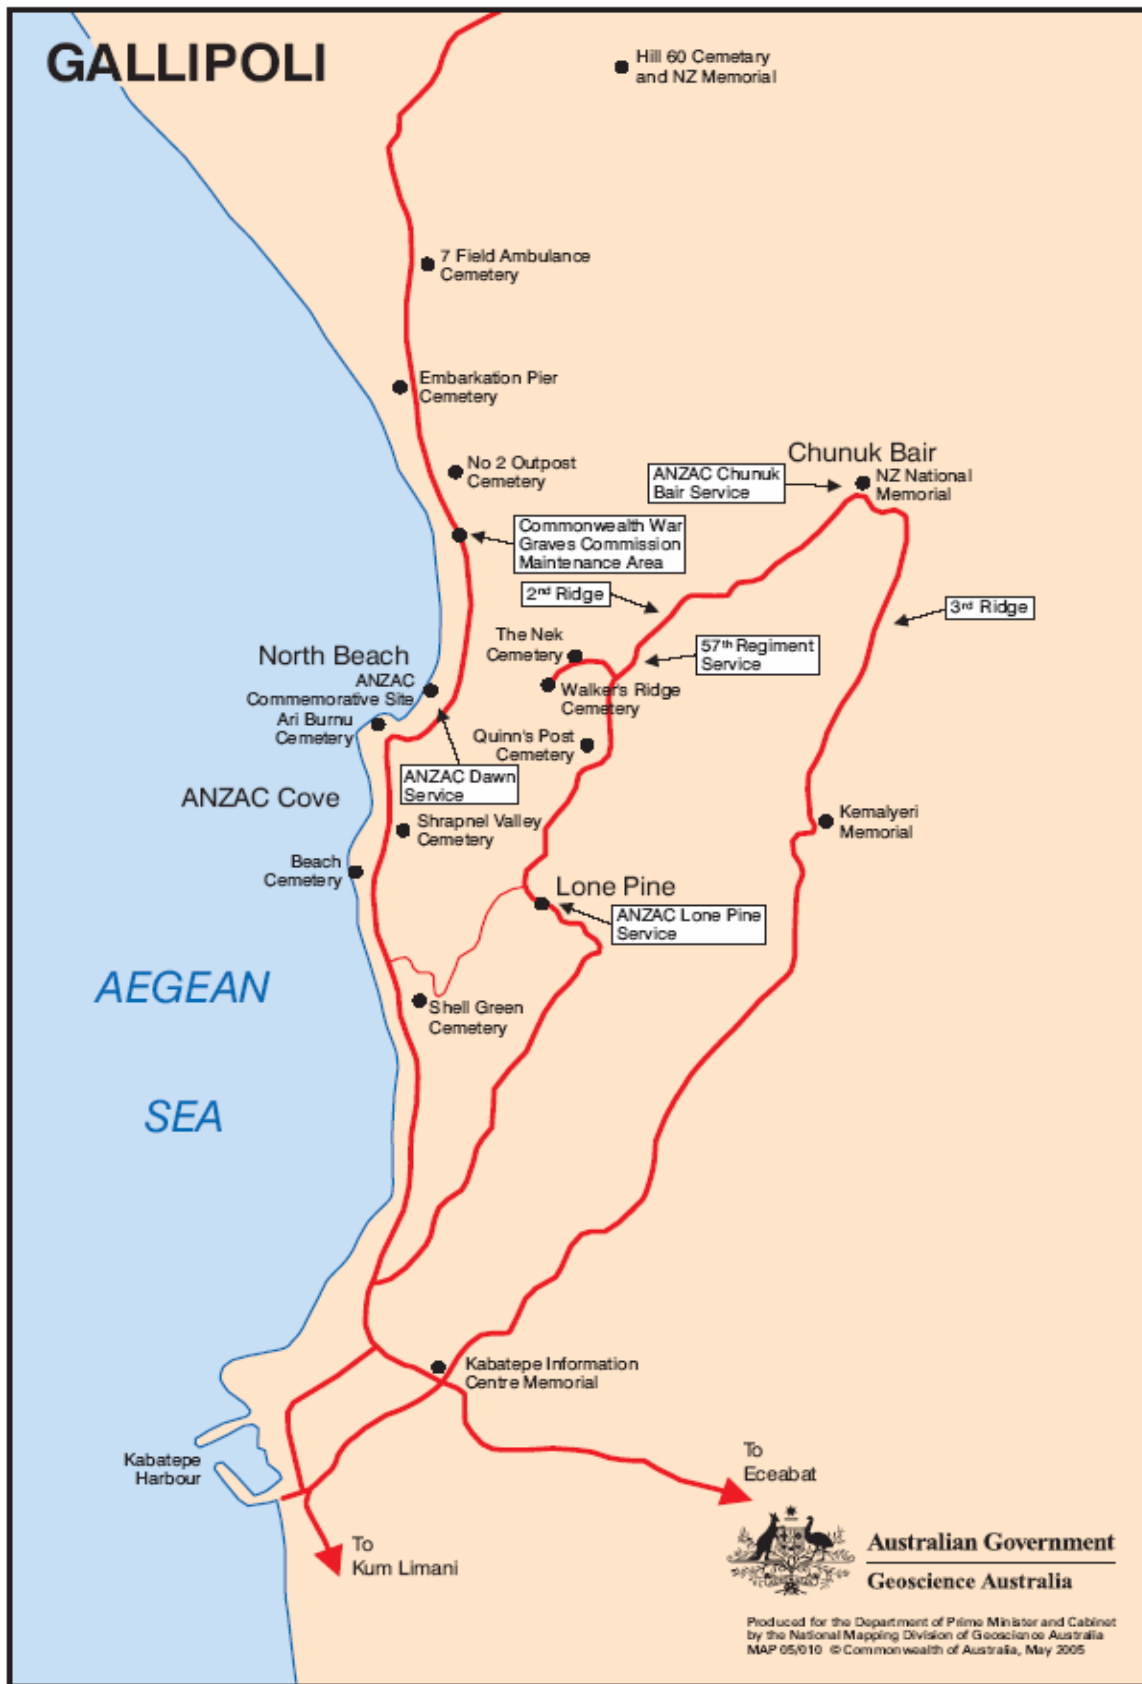 GALLIPOLI
Hill 60 Cemetary
and NZ Memorial
7 Field Ambulance
Cemetery
Embarkation Pier
Cemetery
No 2 Outpost
Cemetery
Chunuk Bair
ANZAC Chunuk
Bair Service
NZ National
Memorial
Commonwealth War
Graves Commission
Maintenance Area
2nd Ridge
3rd Ridge
The Nek
Cemetery
57th Regiment
Service
North Beach
ANZAC
Commemorative Site
Walker's Ridge
Cemetery
Ari Burnu
Cemetery
Quinn's Post
Cemetery
ANZAC Dawn
Service
ANZAC Cove
Shrapnel Valley
Cemetery
Kemalyeri
Memorial
Beach
Cemetery
Lone Pine
ANZAC Lone Pine
Service
AEGEAN
SEA
Shell Green
Cemetery
Kabatepe Information
Centre Memorial
Kabatepe
Harbour
To
Eceabat
To
Kum Limani
Australian Government
Geoscience Australia
Produced for the Department of Prime Minister and Cabinet
by the National Mapping Division of Geoscience Australia
MAP 05/010 © Commonwealth of Australia, May 2005